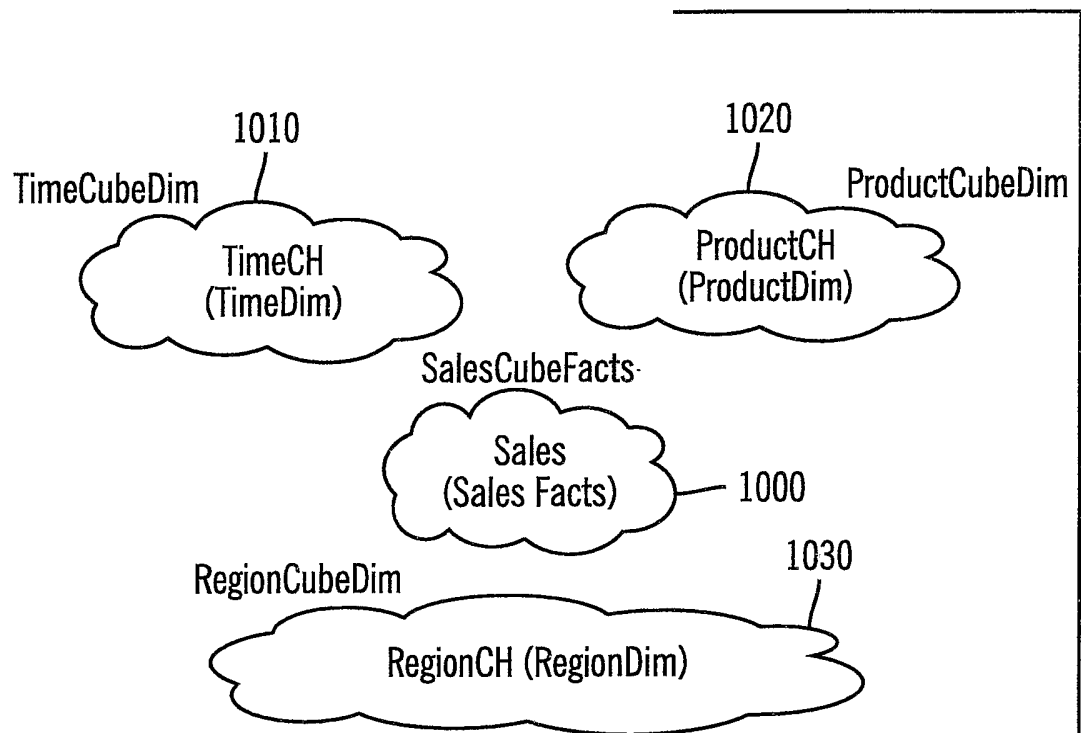 1010
1020
TimeCubeDim
ProductCubeDim
TimeCH
(TimeDim)
ProductCH
(ProductDim)
SalesCubeFacts
Sales
(Sales Facts)
1000
1030
RegionCubeDim
RegionCH (RegionDim)